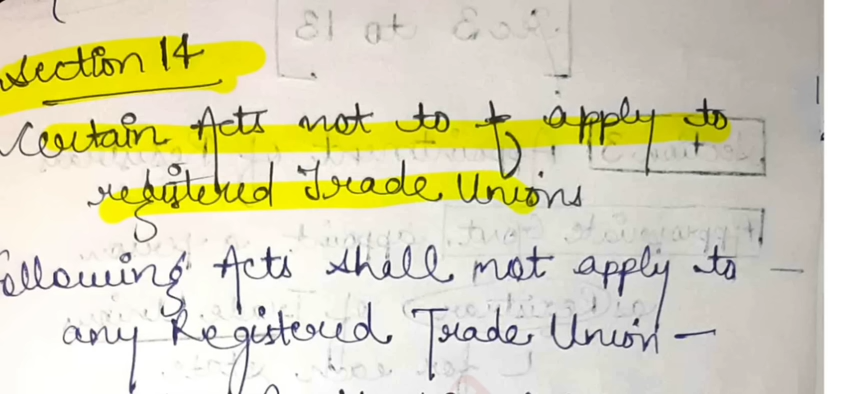 Section 14
Certain Acts not to apply to
registered Trade Unions
Following Acts shall not apply to —
any Registered Trade Union —